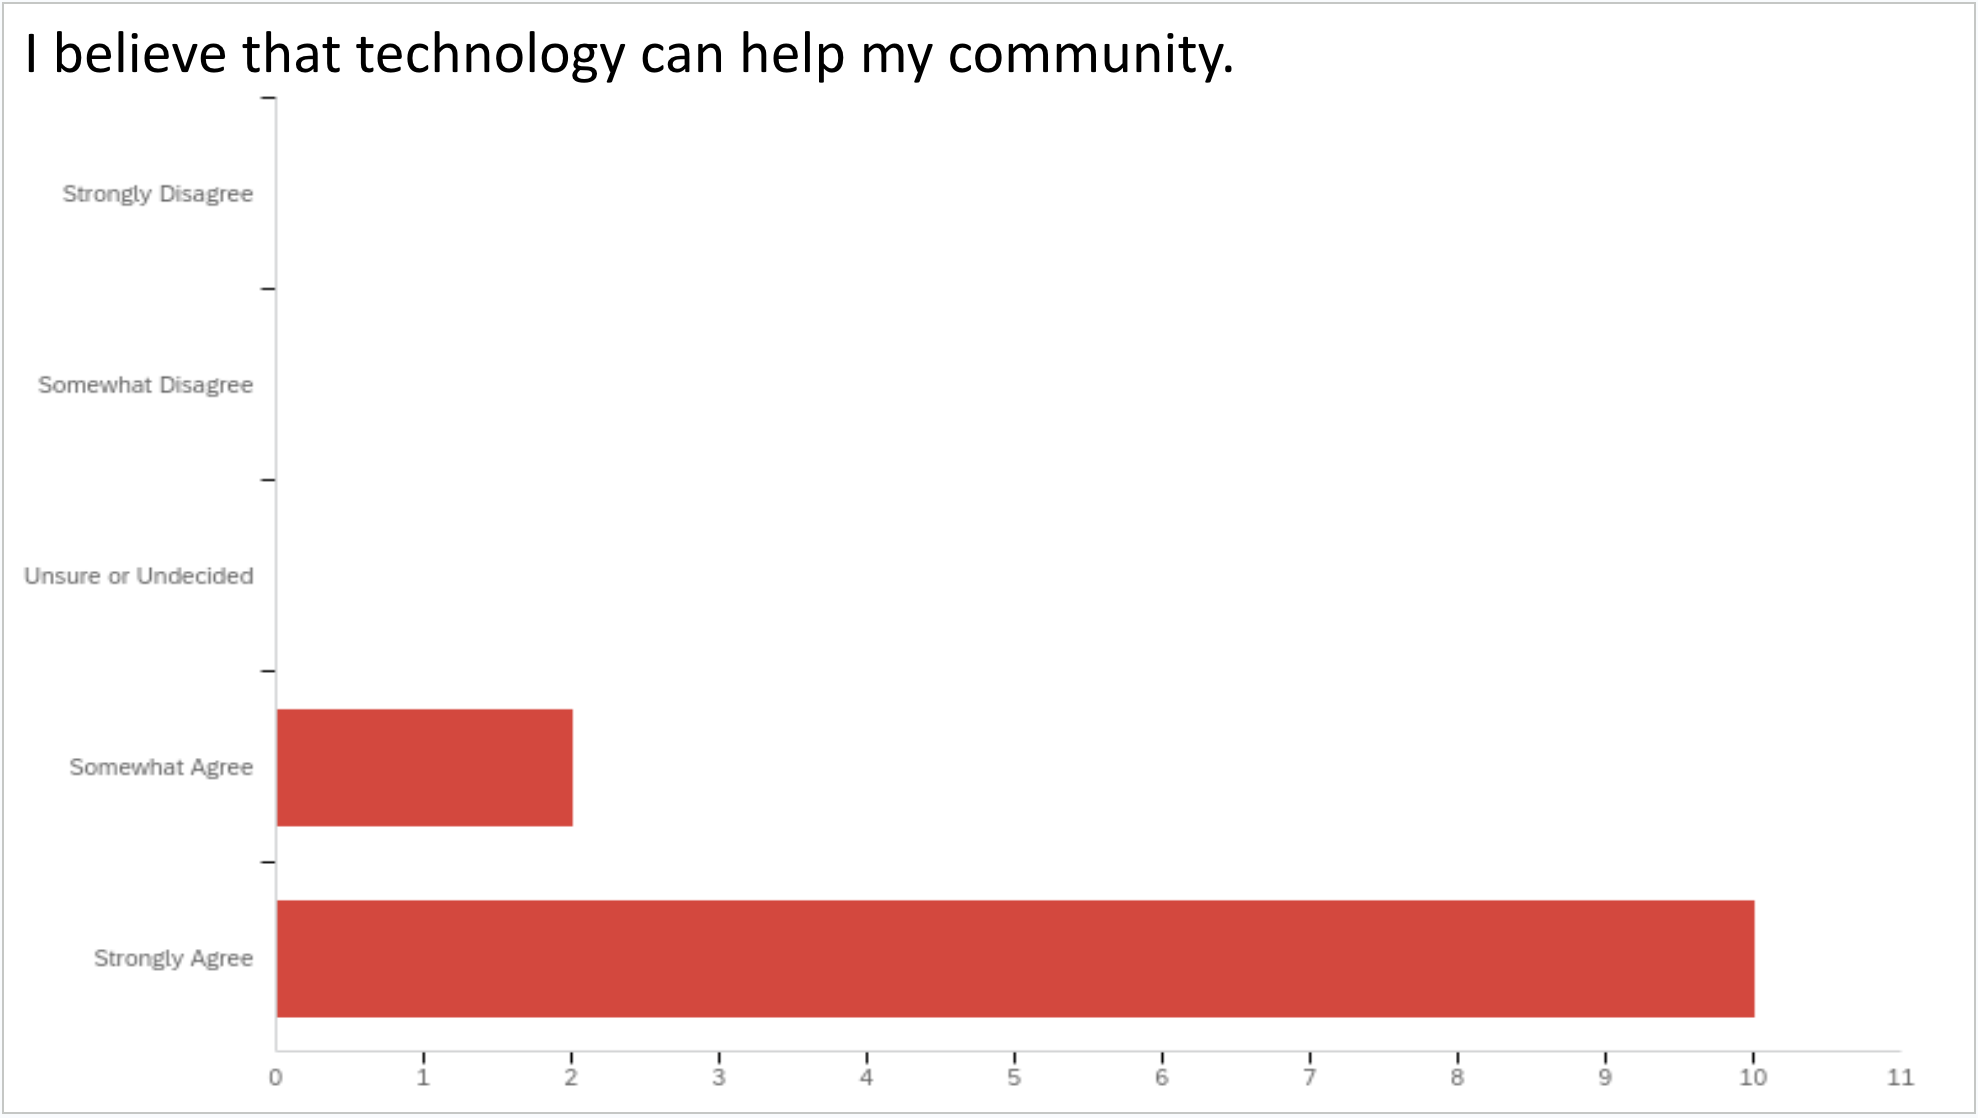 I believe that technology can help my community.
Strongly Disagree
Somewhat Disagree
Unsure or Undecided
Somewhat Agree
Strongly Agree
0 1 2 3 4 5 6 7 8 9 10 11